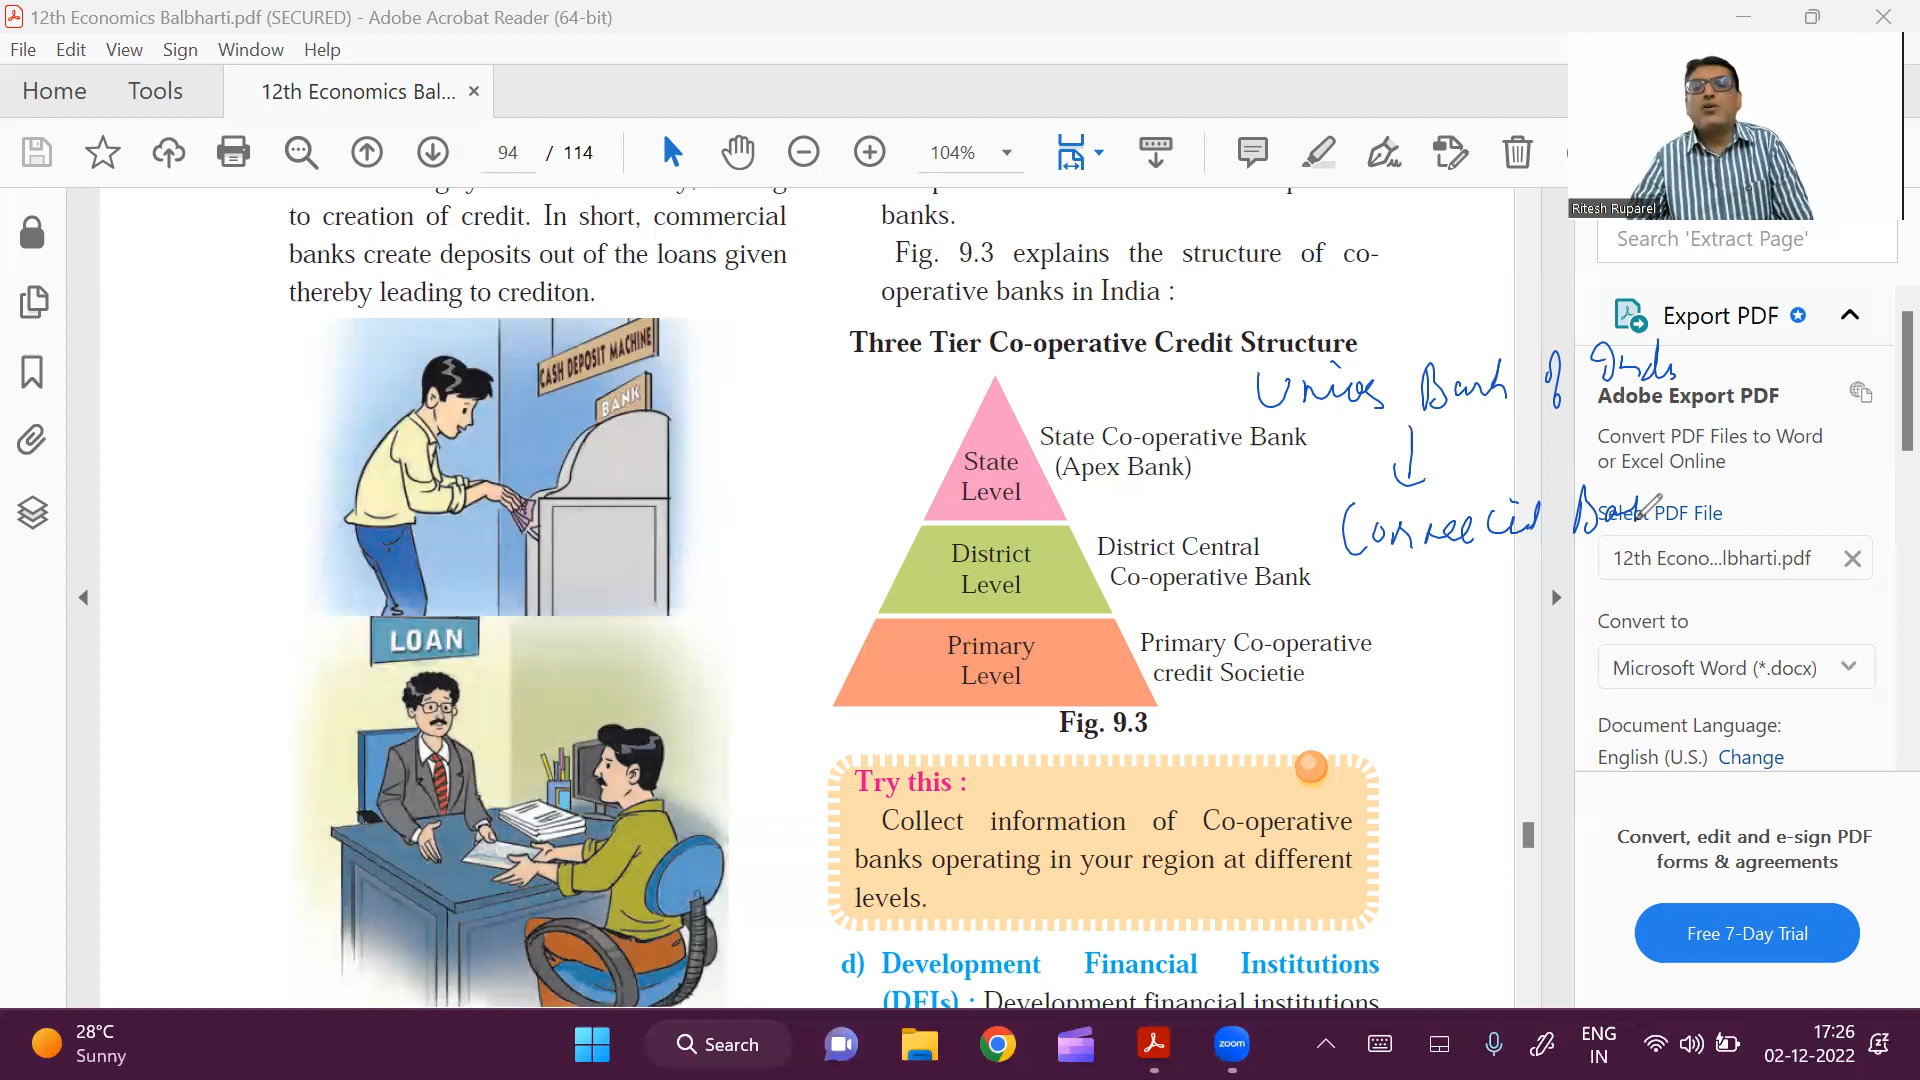 12th Economics Balbharti.pdf (SECURED) - Adobe Acrobat Reader (64-bit)
File Edit View Sign Window Help
Home Tools 12th Economics Bal... ×
94 / 114 104%
Ritesh Ruparel
Search 'Extract Page'
to creation of credit. In short, commercial
banks create deposits out of the loans given
thereby leading to crediton.
CASH DEPOSIT MACHINE
BANK
LOAN
banks.
Fig. 9.3 explains the structure of co-
operative banks in India :
Three Tier Co-operative Credit Structure
State
Level
State Co-operative Bank
(Apex Bank)
District
Level
District Central
Co-operative Bank
Primary
Level
Primary Co-operative
credit Societie
Fig. 9.3
Union Bank of
Try this :
Collect information of Co-operative
banks operating in your region at different
levels.
d) Development Financial Institutions
(DFIs) : Development financial institutions
Export PDF
Adobe Export PDF
Convert PDF Files to Word
or Excel Online
Select PDF File
12th Econo...lbharti.pdf
Convert to
Microsoft Word (*.docx)
Document Language:
English (U.S.) Change
Convert, edit and e-sign PDF
forms & agreements
Free 7-Day Trial
28°C
Sunny
Search
zoom
ENG
IN
17:26
02-12-2022